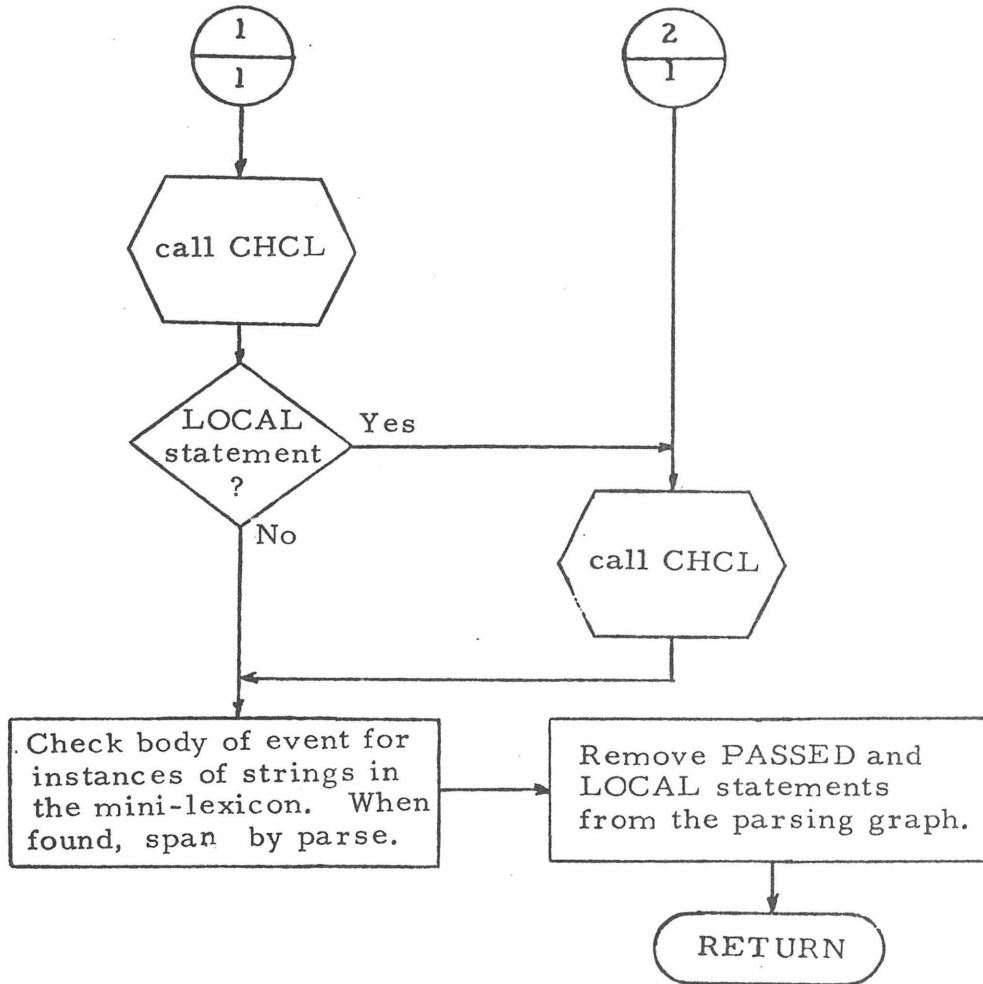 1
1
2
1
call CHCL
LOCAL
statement
?
Yes
No
call CHCL
Check body of event for
instances of strings in
the mini-lexicon. When
found, span by parse.
Remove PASSED and
LOCAL statements
from the parsing graph.
RETURN